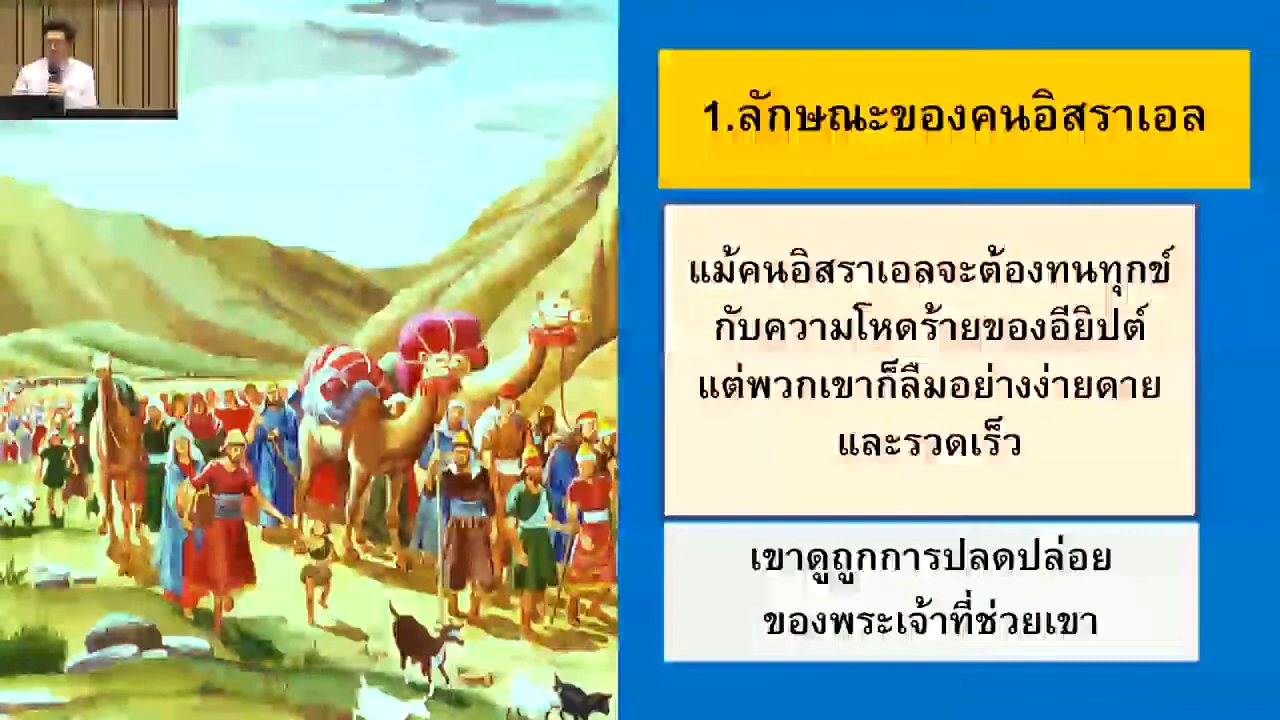 1.ลักษณะของคนอิสราเอล
แม้คนอิสราเอลจะต้องทนทุกข์
กับความโหดร้ายของอียิปต์
แต่พวกเขาก็ลืมอย่างง่ายดาย
และรวดเร็ว
เขาดูถูกการปลดปล่อย
ของพระเจ้าที่ช่วยเขา